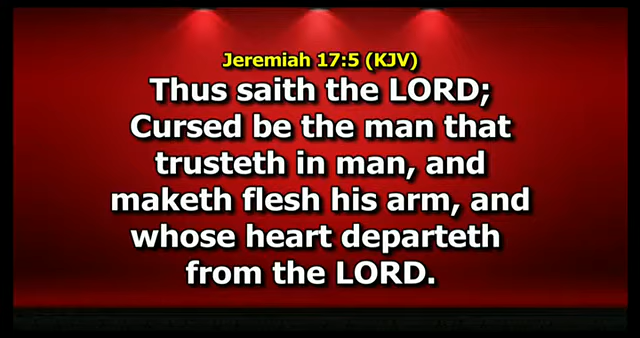 Jeremiah 17:5 (KJV)
Thus saith the LORD;
Cursed be the man that
trusteth in man, and
maketh flesh his arm, and
whose heart departeth
from the LORD.